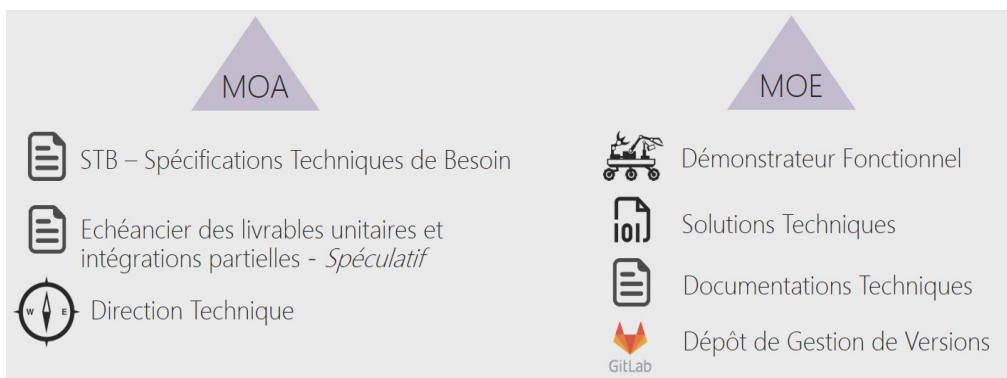 MOA
STB – Spécifications Techniques de Besoin
Echéancier des livrables unitaires et
intégrations partielles - Spéculatif
W E
Direction Technique
MOE
Démonstrateur Fonctionnel
101
Solutions Techniques
Documentations Techniques
GitLab
Dépôt de Gestion de Versions